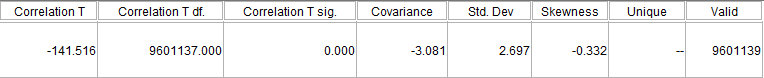 Correlation T Correlation T df. Correlation T sig. Covariance Std. Dev Skewness Unique Valid
-141.516 9601137.000 0.000 -3.081 2.697 -0.332 -- 9601139